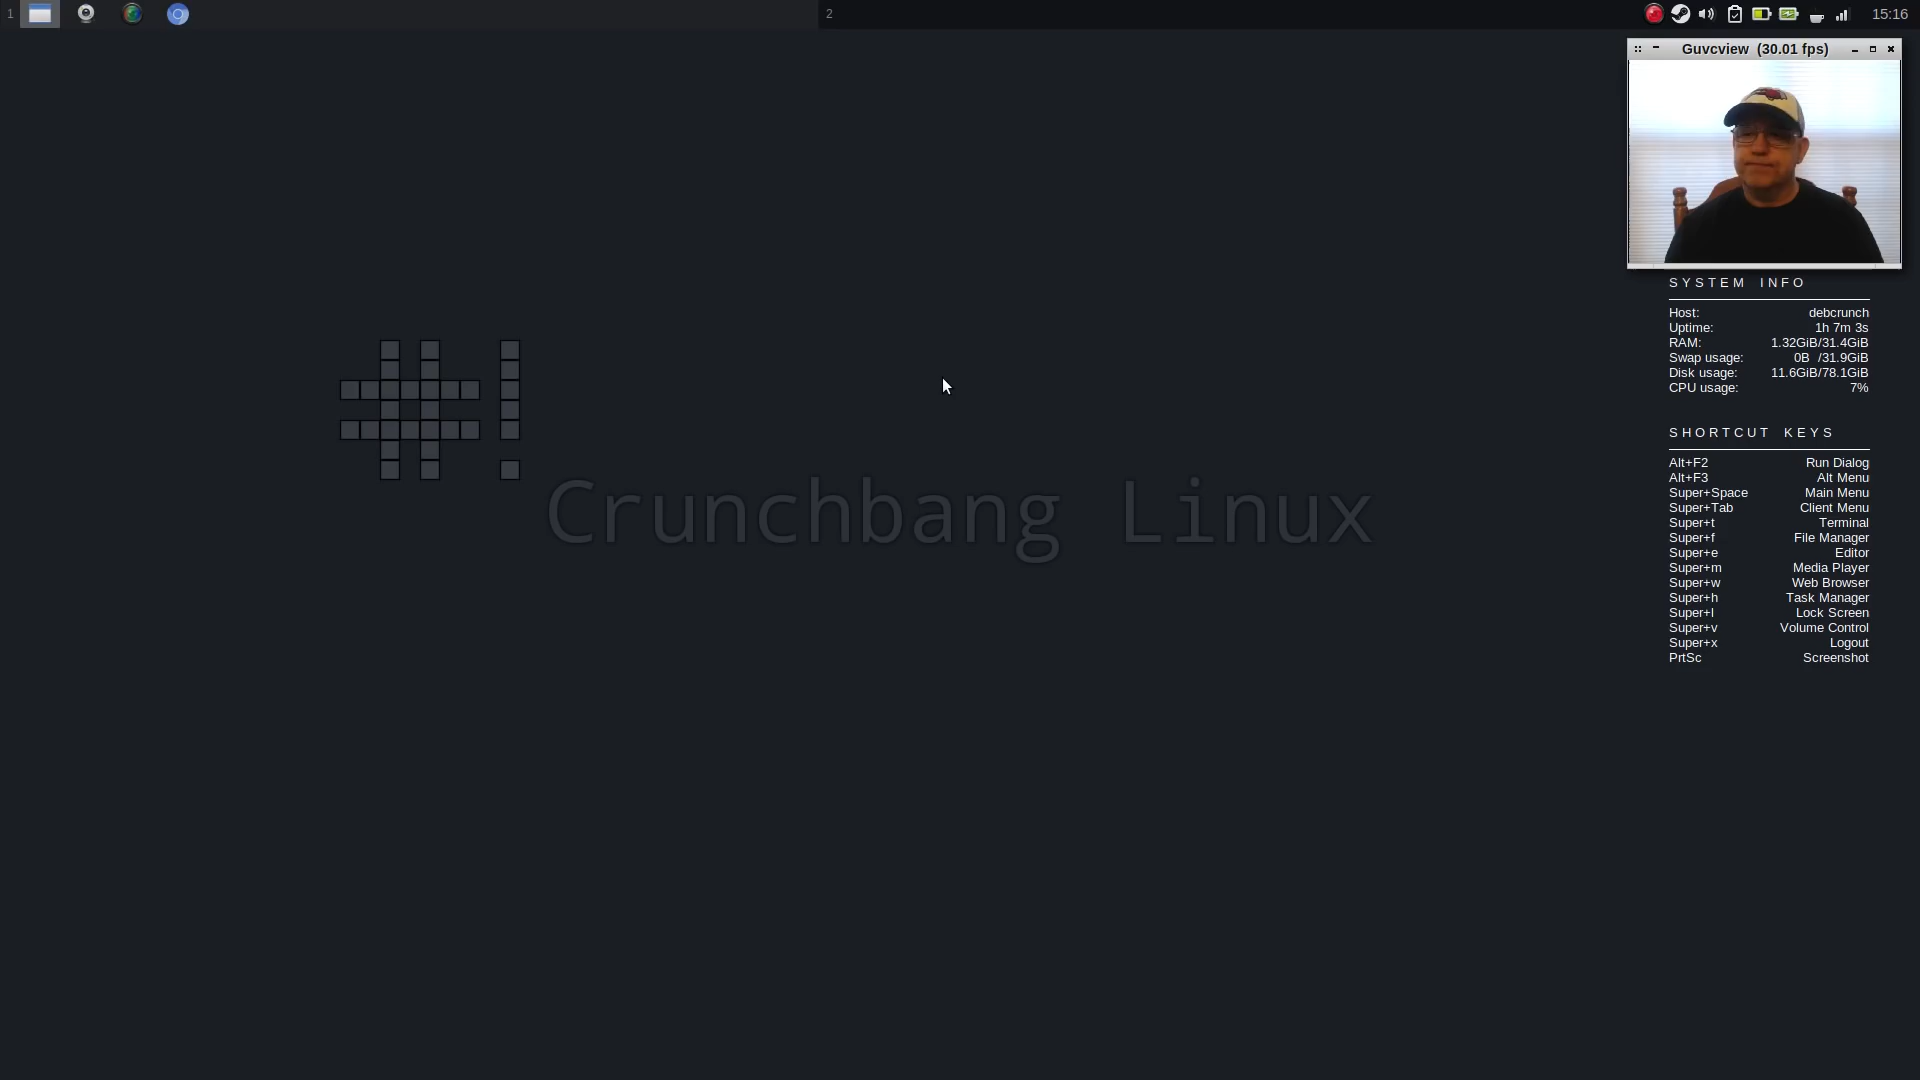 1
2
15:16
Guvcview (30.01 fps)
SYSTEM INFO
Host: debcrunch
Uptime: 1h 7m 3s
RAM: 1.32GiB/31.4GiB
Swap usage: 0B /31.9GiB
Disk usage: 11.6GiB/78.1GiB
CPU usage: 7%
SHORTCUT KEYS
Alt+F2 Run Dialog
Alt+F3 Alt Menu
Super+Space Main Menu
Super+Tab Client Menu
Super+t Terminal
Super+f File Manager
Super+e Editor
Super+m Media Player
Super+w Web Browser
Super+h Task Manager
Super+l Lock Screen
Super+v Volume Control
Super+x Logout
PrtSc Screenshot
#!
Crunchbang Linux